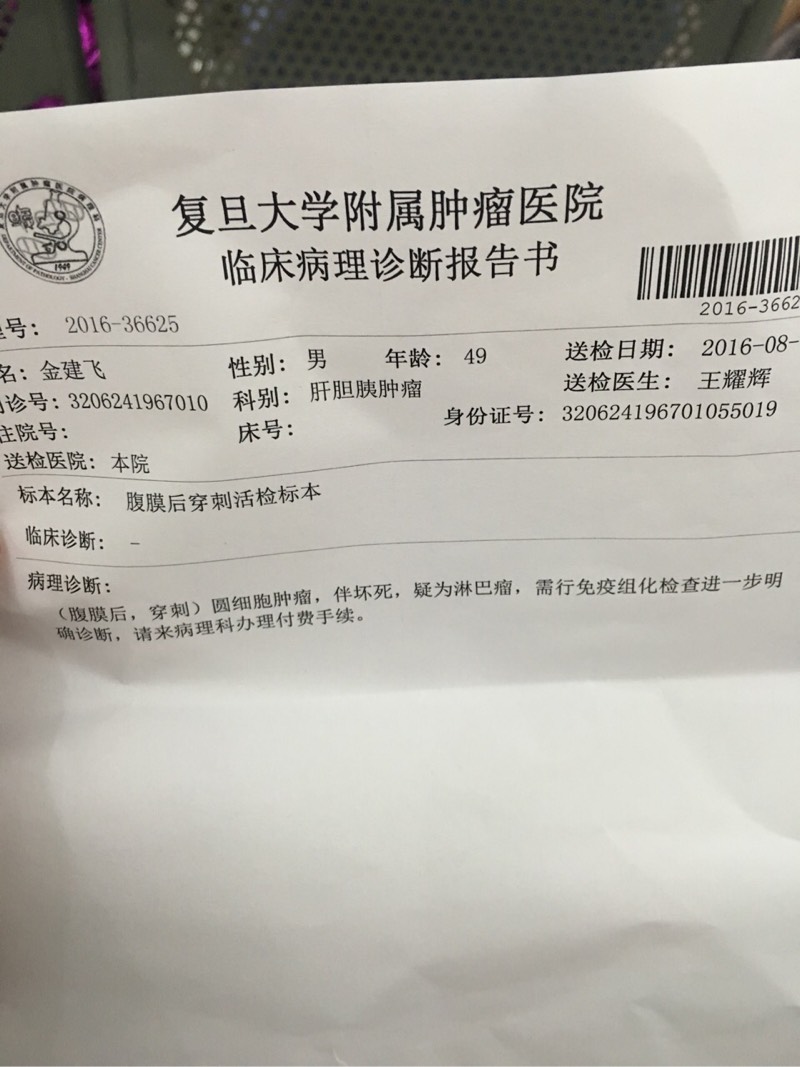 复旦大学附属肿瘤医院
临床病理诊断报告书
2016-3662
号： 2016-36625
名：金建飞 性别：男 年龄：49 送检日期：2016-08-
诊号：3206241967010 科别：肝胆胰肿瘤 送检医生：王耀辉
住院号： 床号： 身份证号：320624196701055019
送检医院：本院
标本名称：腹膜后穿刺活检标本
临床诊断：-
病理诊断：
（腹膜后，穿刺）圆细胞肿瘤，伴坏死，疑为淋巴瘤，需行免疫组化检查进一步明
确诊断，请来病理科办理付费手续。